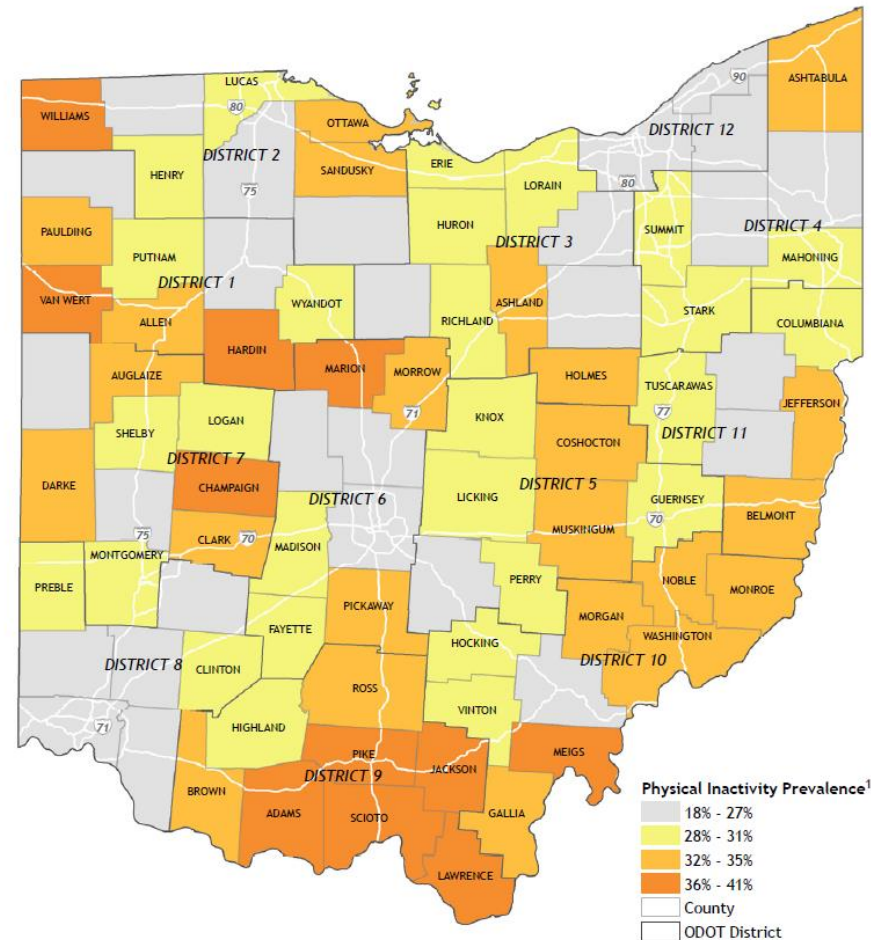 LUCAS
90
ASHTABULA
WILLIAMS
80
OTTAWA
DISTRICT 12
DISTRICT 2
ERIE
HENRY
SANDUSKY
LORAIN
80
75
PAULDING
HURON
SUMMIT
DISTRICT 4
DISTRICT 3
PUTNAM
MAHONING
DISTRICT 1
VAN WERT
WYANDOT
ASHLAND
STARK
ALLEN
RICHLAND
COLUMBIANA
HARDIN
MARION
MORROW
HOLMES
AUGLAIZE
TUSCARAWAS
JEFFERSON
71
77
LOGAN
KNOX
SHELBY
COSHOCTON
DISTRICT 11
DISTRICT 7
DARKE
CHAMPAIGN
DISTRICT 6
LICKING
DISTRICT 5
GUERNSEY
MUSKINGUM
BELMONT
75
CLARK
70
70
MADISON
MONTGOMERY
PREBLE
PERRY
NOBLE
MONROE
PICKAWAY
MORGAN
FAYETTE
WASHINGTON
HOCKING
DISTRICT 8
CLINTON
DISTRICT 10
ROSS
VINTON
HIGHLAND
71
PIKE
MEIGS
JACKSON
DISTRICT 9
BROWN
ADAMS
SCIOTO
GALLIA
LAWRENCE
Physical Inactivity Prevalence¹
18% - 27%
28% - 31%
32% - 35%
36% - 41%
County
ODOT District